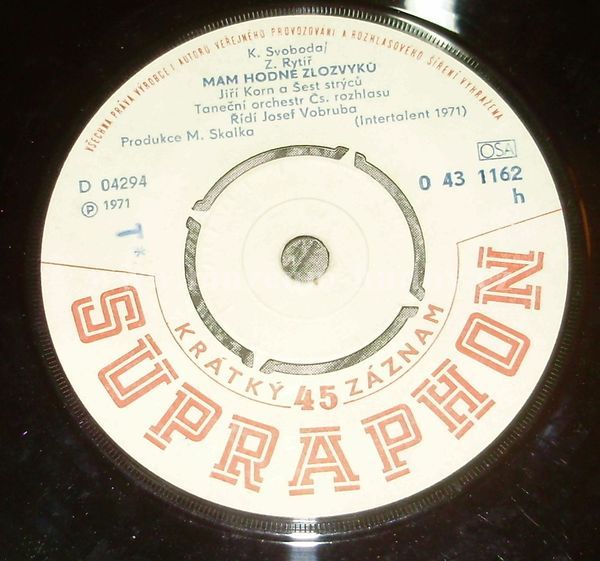 VŠECHNA PRÁVA VÝROBCE I AUTORŮ VEŘEJNÉHO PROVOZOVÁNÍ A ROZHLASOVÉHO ŠÍŘENÍ VYHRAZENA
K. Svoboda/
Z. Rytíř
MÁM HODNĚ ZLOZVYKŮ
Jiří Korn a Šest strýců
Taneční orchestr Čs. rozhlasu
Řídí Josef Vobruba
Produkce M. Skalka
(Intertalent 1971)
OSA
D 04294
0 43 1162
Ⓟ 1971
h
T*
KRÁTKÝ 45 ZÁZNAM
SUPRAPHON